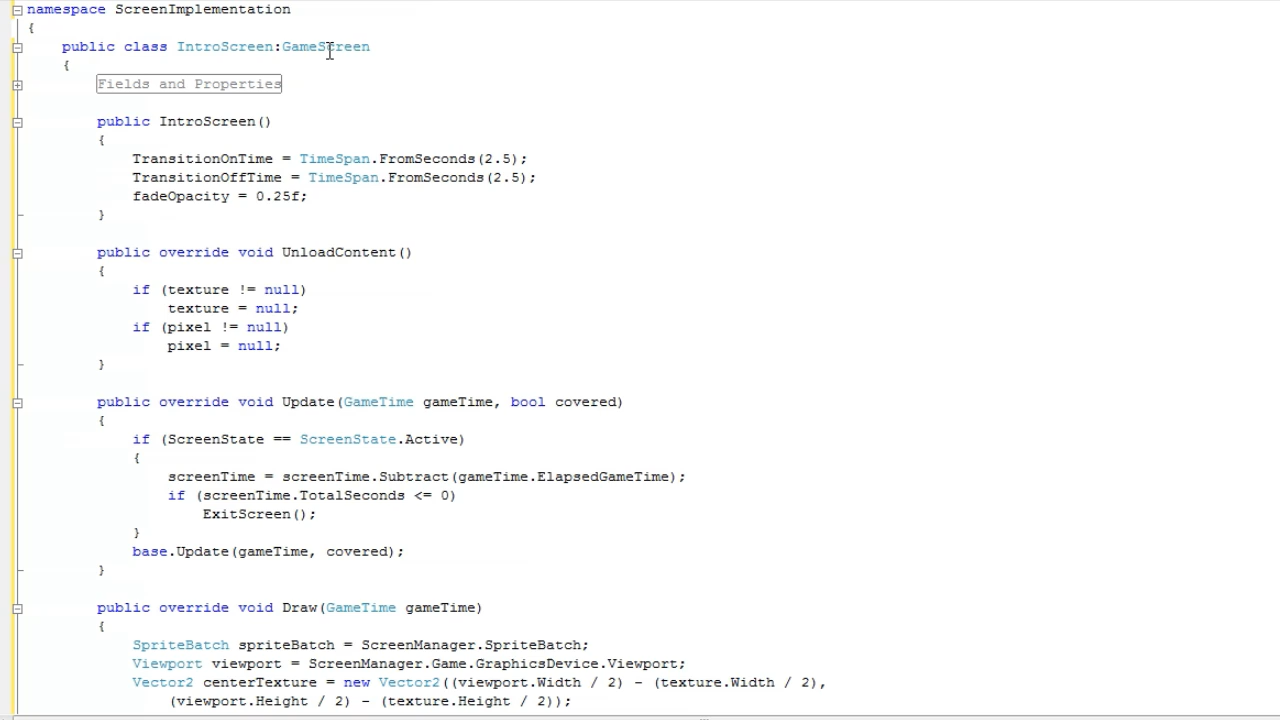 namespace ScreenImplementation
{
public class IntroScreen:GameScreen
{
Fields and Properties
public IntroScreen()
{
TransitionOnTime = TimeSpan.FromSeconds(2.5);
TransitionOffTime = TimeSpan.FromSeconds(2.5);
fadeOpacity = 0.25f;
}
public override void UnloadContent()
{
if (texture != null)
texture = null;
if (pixel != null)
pixel = null;
}
public override void Update(GameTime gameTime, bool covered)
{
if (ScreenState == ScreenState.Active)
{
screenTime = screenTime.Subtract(gameTime.ElapsedGameTime);
if (screenTime.TotalSeconds <= 0)
ExitScreen();
}
base.Update(gameTime, covered);
}
public override void Draw(GameTime gameTime)
{
SpriteBatch spriteBatch = ScreenManager.SpriteBatch;
Viewport viewport = ScreenManager.Game.GraphicsDevice.Viewport;
Vector2 centerTexture = new Vector2((viewport.Width / 2) - (texture.Width / 2),
(viewport.Height / 2) - (texture.Height / 2));